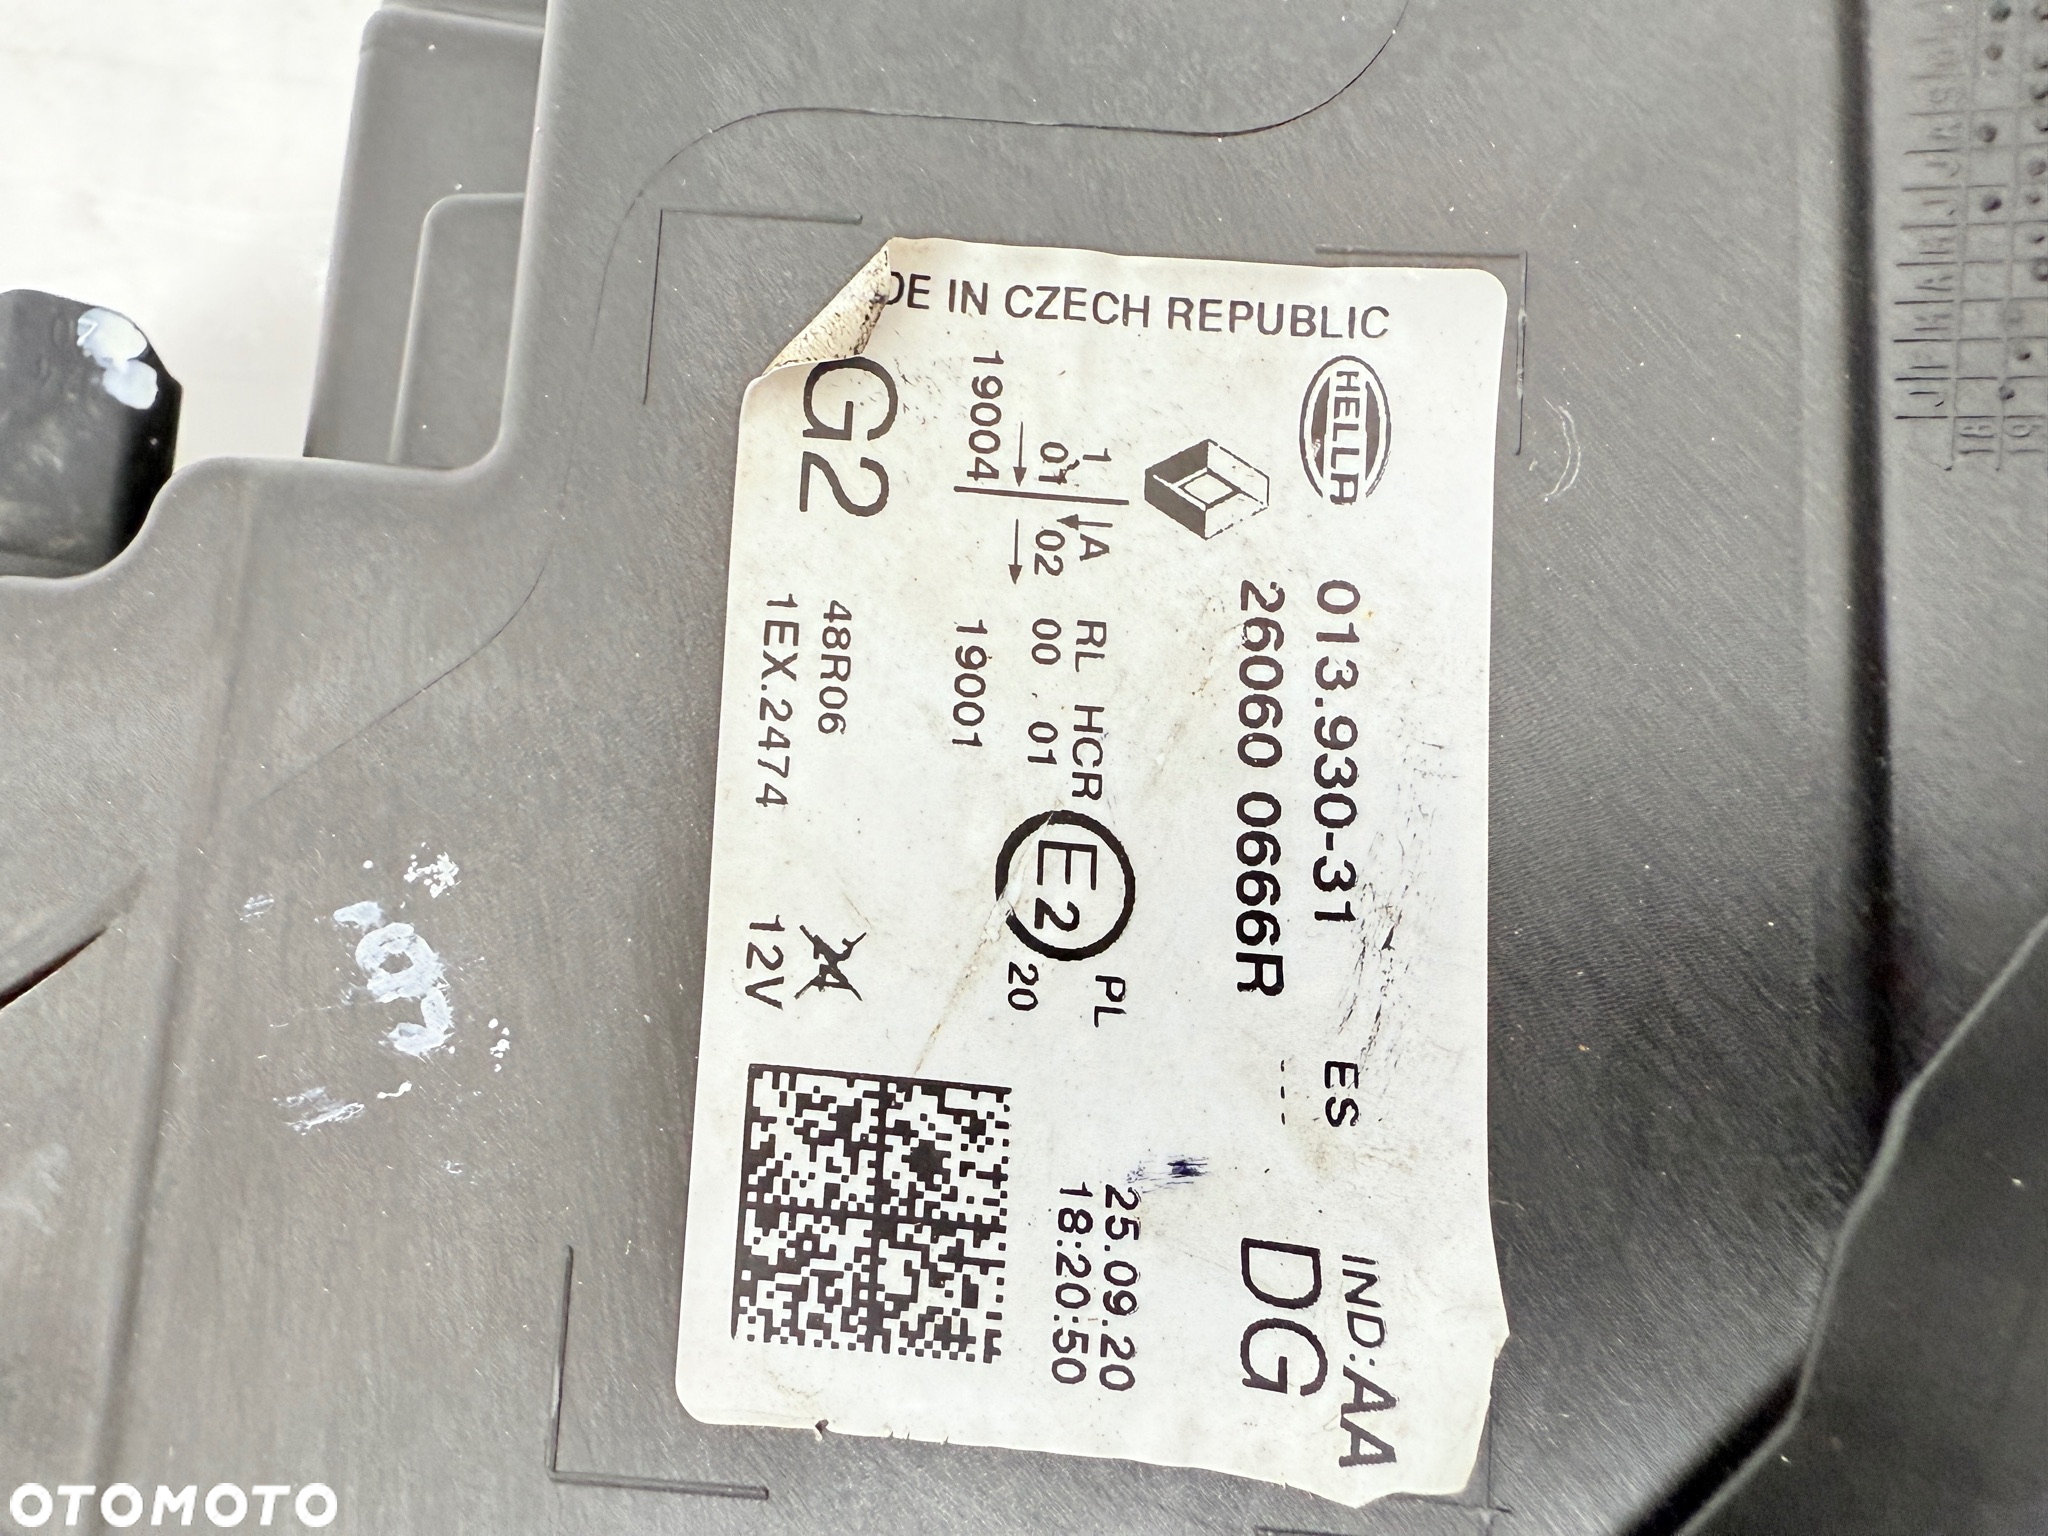 DE IN CZECH REPUBLIC
HELLA
013.930-31
ES
IND:AA
26060 0666R
---
DG
1
IA
RL HCR
PL
01
02
00
01
E2
20
25.09.20
18:20:50
19004
19001
G2
48R06
1EX.2474
12V
OTOMOTO